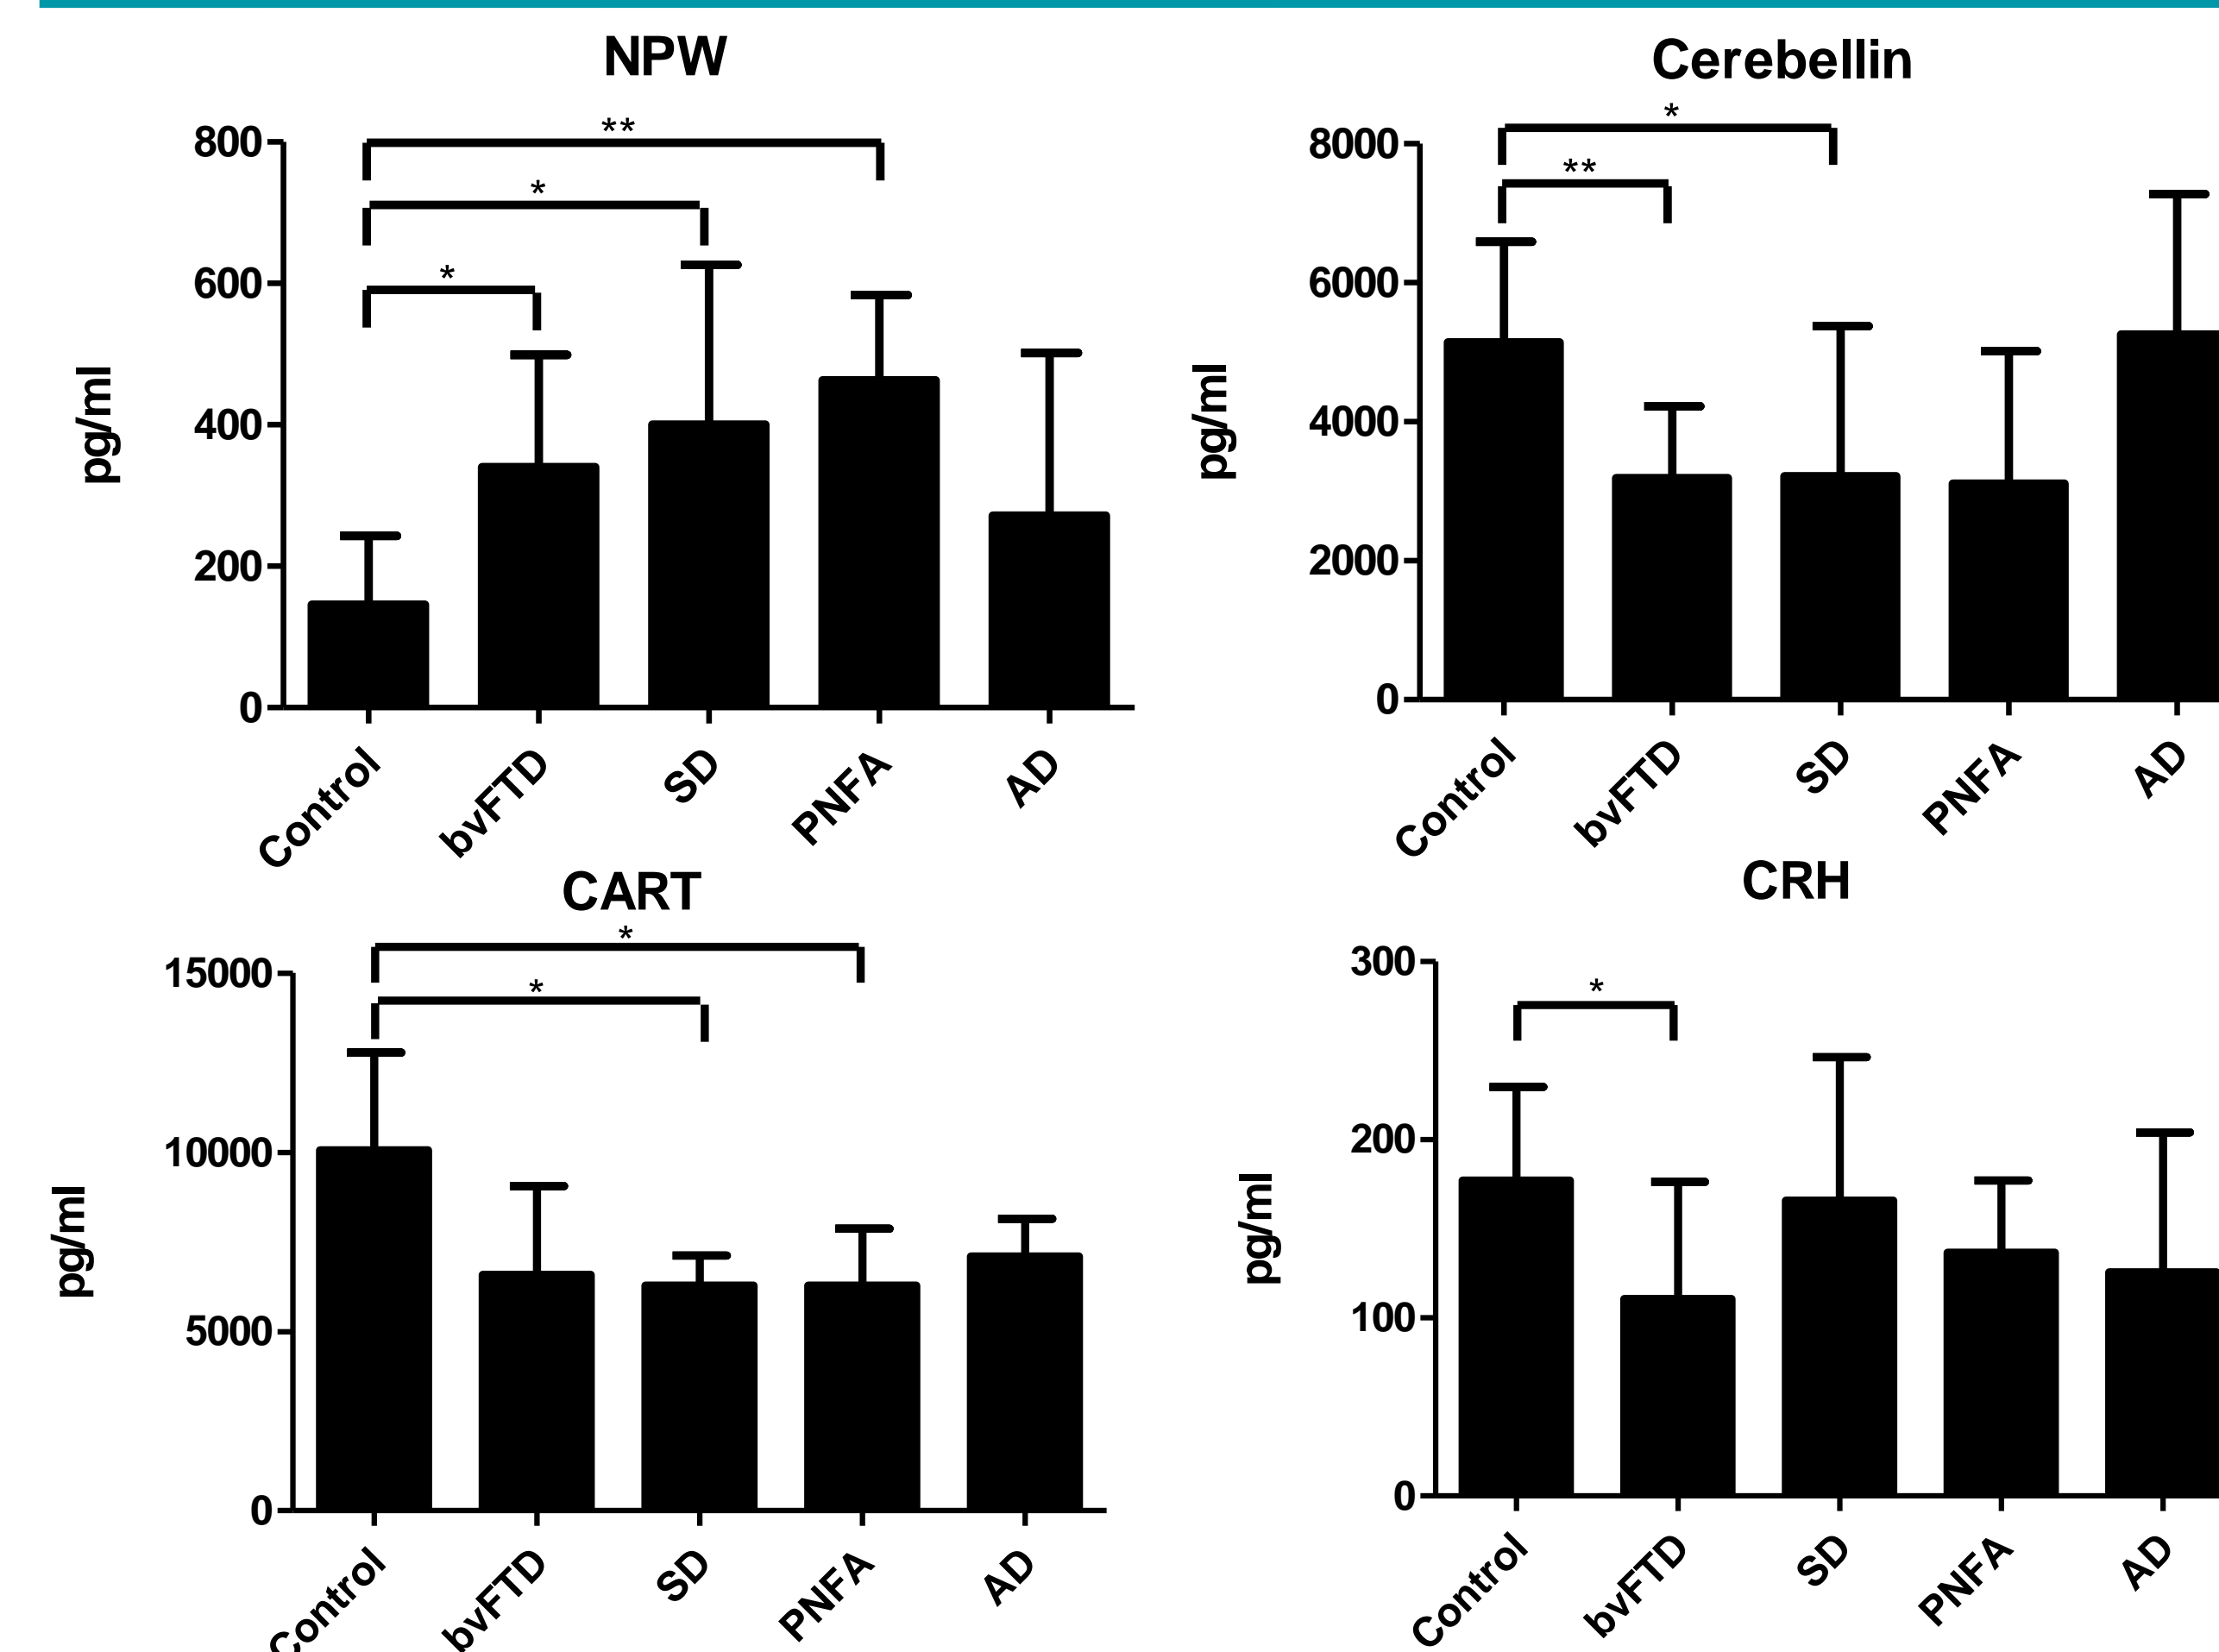 NPW
**
*
*
800
600
400
200
0
pg/ml
Control
bvFTD
SD
PNFA
AD
Cerebellin
*
**
8000
6000
4000
2000
0
pg/ml
Control
bvFTD
SD
PNFA
AD
CART
*
*
15000
10000
5000
0
pg/ml
Control
bvFTD
SD
PNFA
AD
CRH
*
300
200
100
0
pg/ml
Control
bvFTD
SD
PNFA
AD